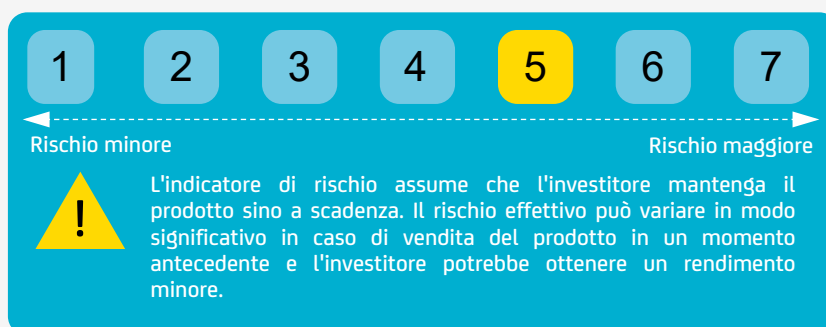 1 2 3 4 5 6 7
Rischio minore Rischio maggiore
!
L'indicatore di rischio assume che l'investitore mantenga il
prodotto sino a scadenza. Il rischio effettivo può variare in modo
significativo in caso di vendita del prodotto in un momento
antecedente e l'investitore potrebbe ottenere un rendimento
minore.